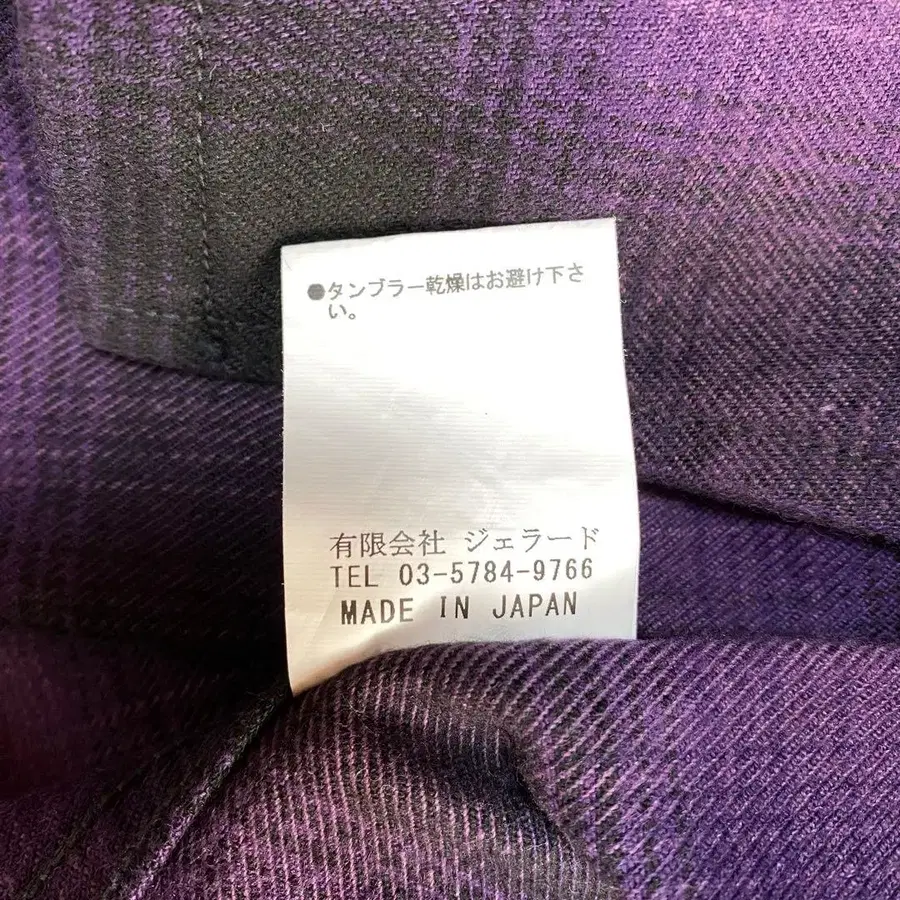 ●タンブラー乾燥はお避け下さ
い。
有限会社 ジェラード
TEL 03-5784-9766
MADE IN JAPAN